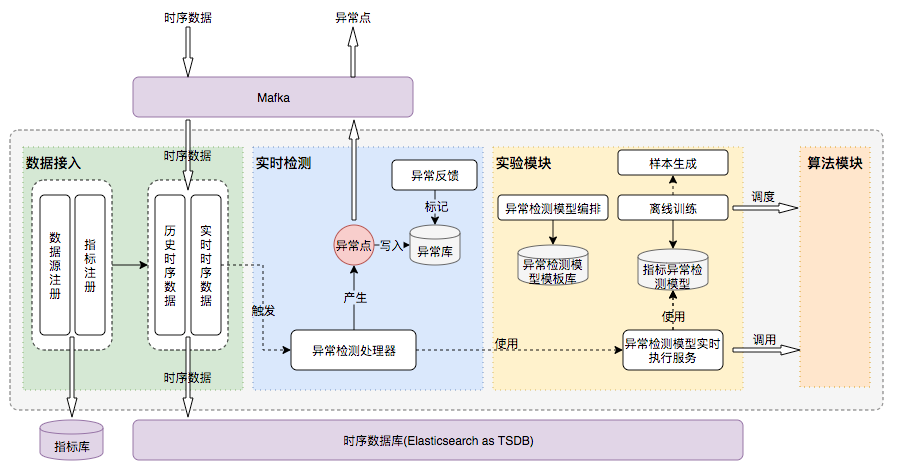 时序数据
异常点
Mafka
数据接入
时序数据
实时检测
实验模块
算法模块
数据源注册
指标注册
历史时序数据
实时时序数据
异常反馈
标记
异常点
写入
异常库
产生
触发
异常检测处理器
样本生成
异常检测模型编排
离线训练
调度
异常检测模
型模板库
指标异常检
测模型
使用
使用
异常检测模型实时
执行服务
调用
时序数据
指标库
时序数据库(Elasticsearch as TSDB)